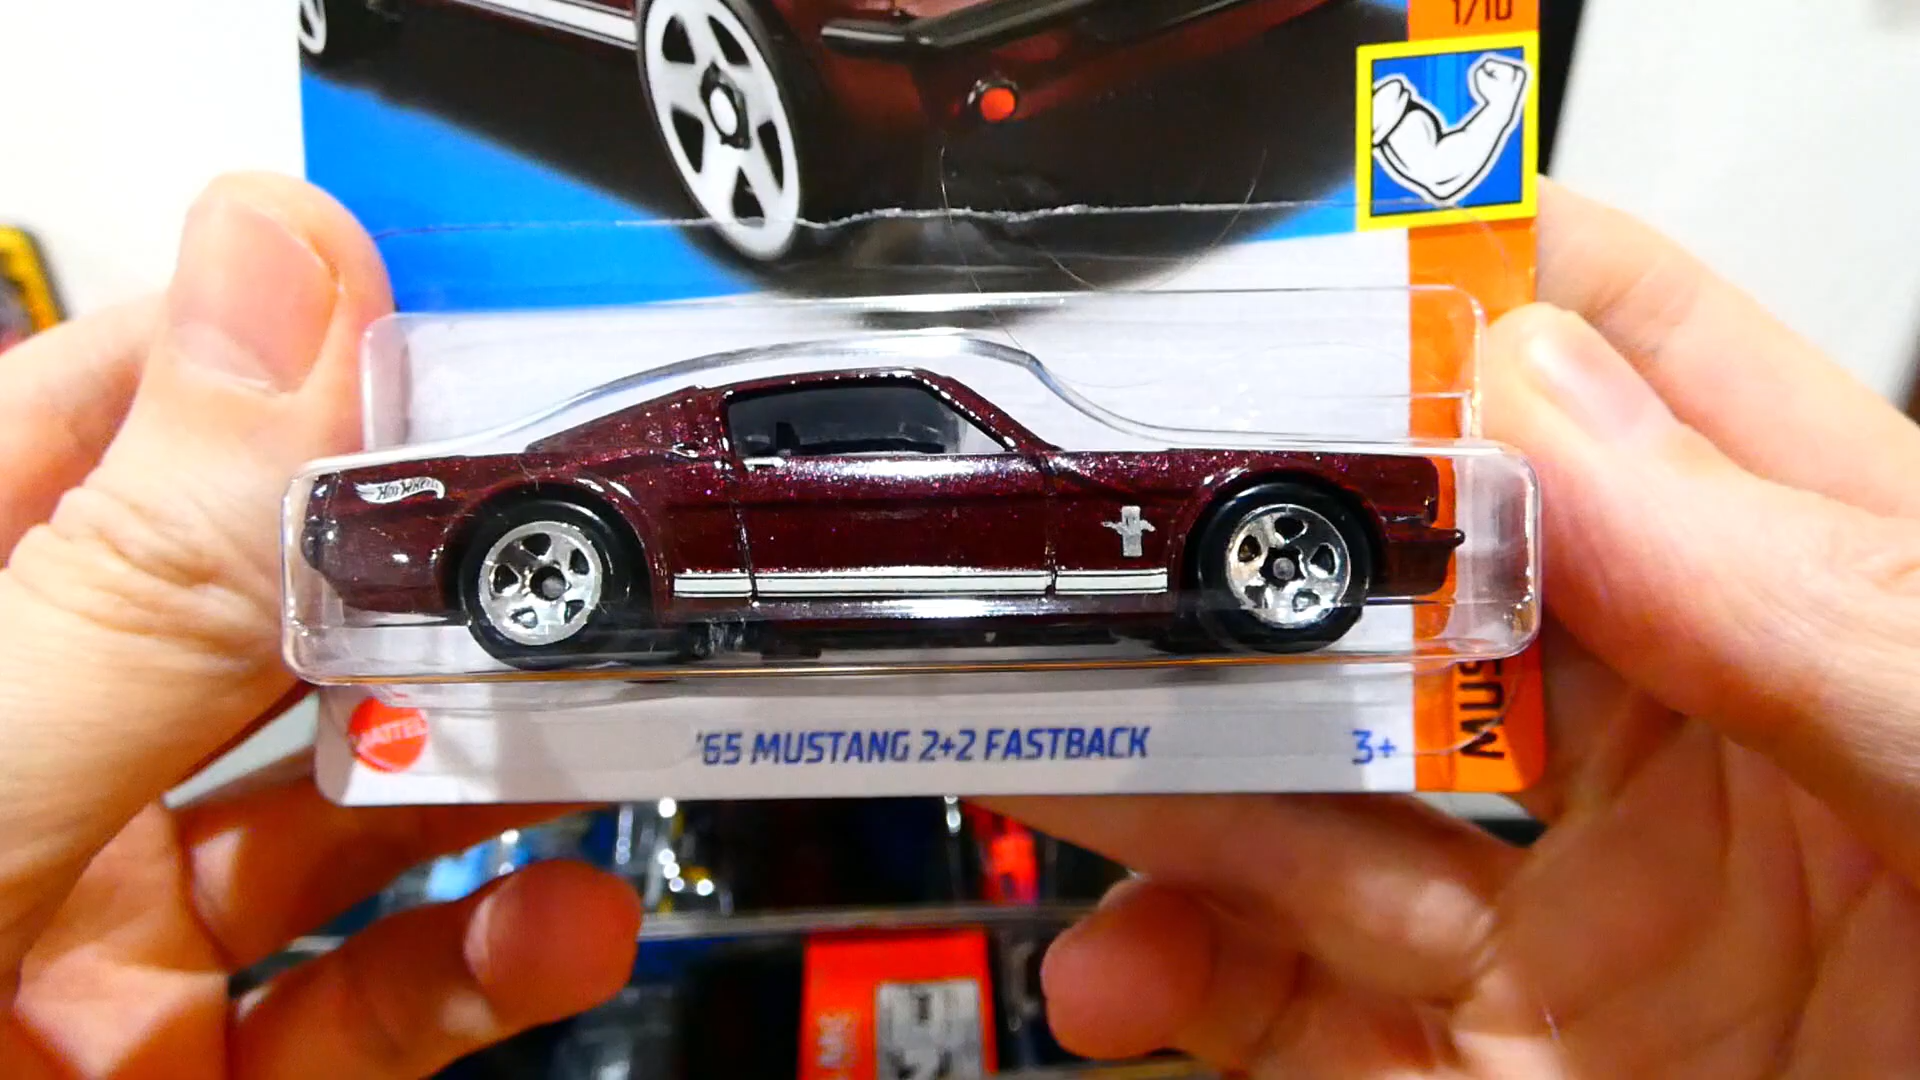 1/10
Hot Wheels
MATTEL
'65 MUSTANG 2+2 FASTBACK
3+
MUS